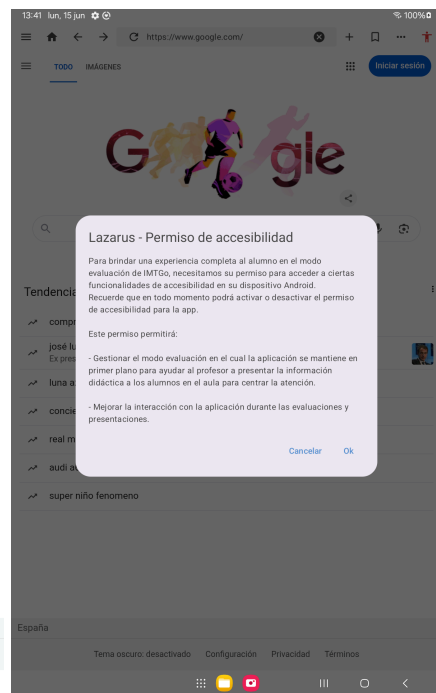 13:41 lun, 15 jun
100%
https://www.google.com/
TODO IMÁGENES
Iniciar sesión
Google
Lazarus - Permiso de accesibilidad
Para brindar una experiencia completa al alumno en el modo
evaluación de IMTGo, necesitamos su permiso para acceder a ciertas
funcionalidades de accesibilidad en su dispositivo Android.
Recuerde que en todo momento podrá activar o desactivar el permiso
de accesibilidad para la app.
Este permiso permitirá:
- Gestionar el modo evaluación en el cual la aplicación se mantiene en
primer plano para ayudar al profesor a presentar la información
didáctica a los alumnos en el aula para centrar la atención.
- Mejorar la interacción con la aplicación durante las evaluaciones y
presentaciones.
Cancelar Ok
Tendencia
compr
josé lu
Ex pres
luna a
concie
real m
audi a
super niño fenomeno
España
Tema oscuro: desactivado Configuración Privacidad Términos